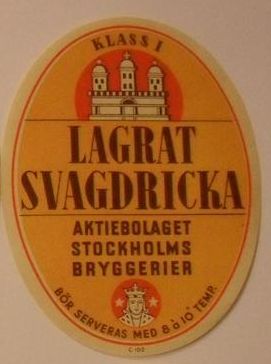 KLASS I
LAGRAT
SVAGDRICKA
AKTIEBOLAGET
STOCKHOLMS
BRYGGERIER
BÖR SERVERAS MED 8 à 10° TEMP.